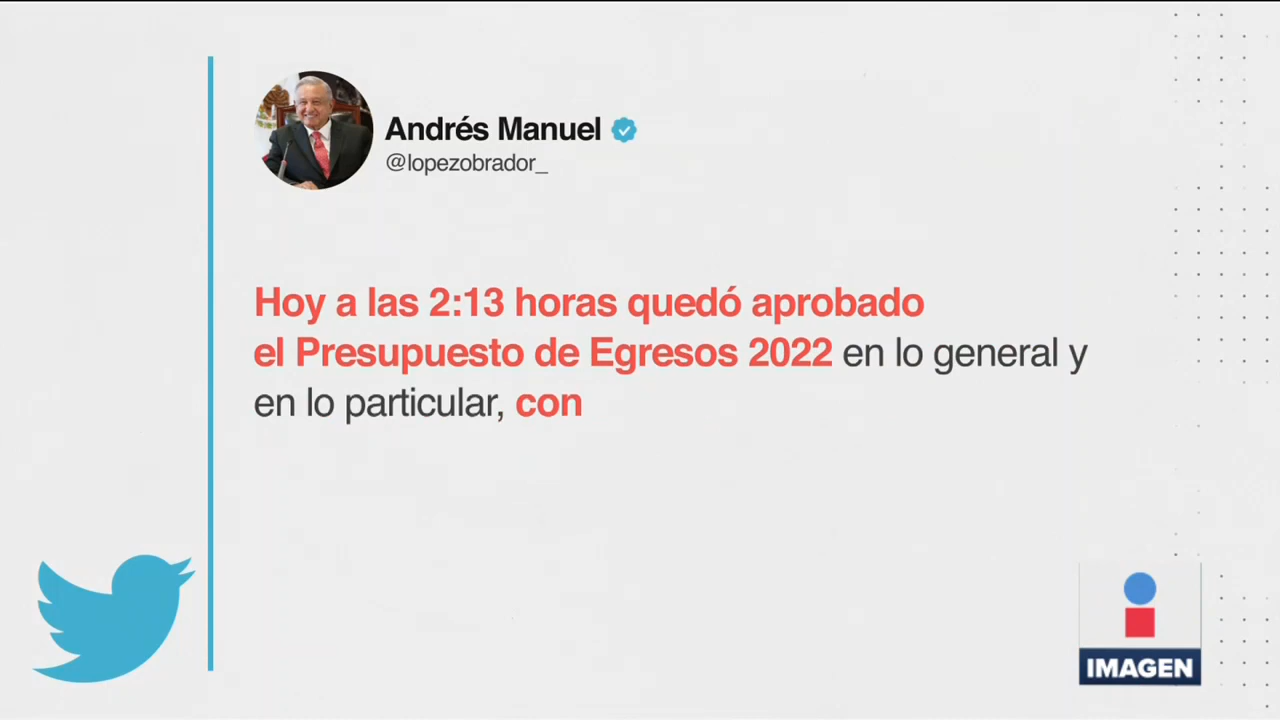 Andrés Manuel
@lopezobrador_
Hoy a las 2:13 horas quedó aprobado
el Presupuesto de Egresos 2022 en lo general y
en lo particular, con
IMAGEN